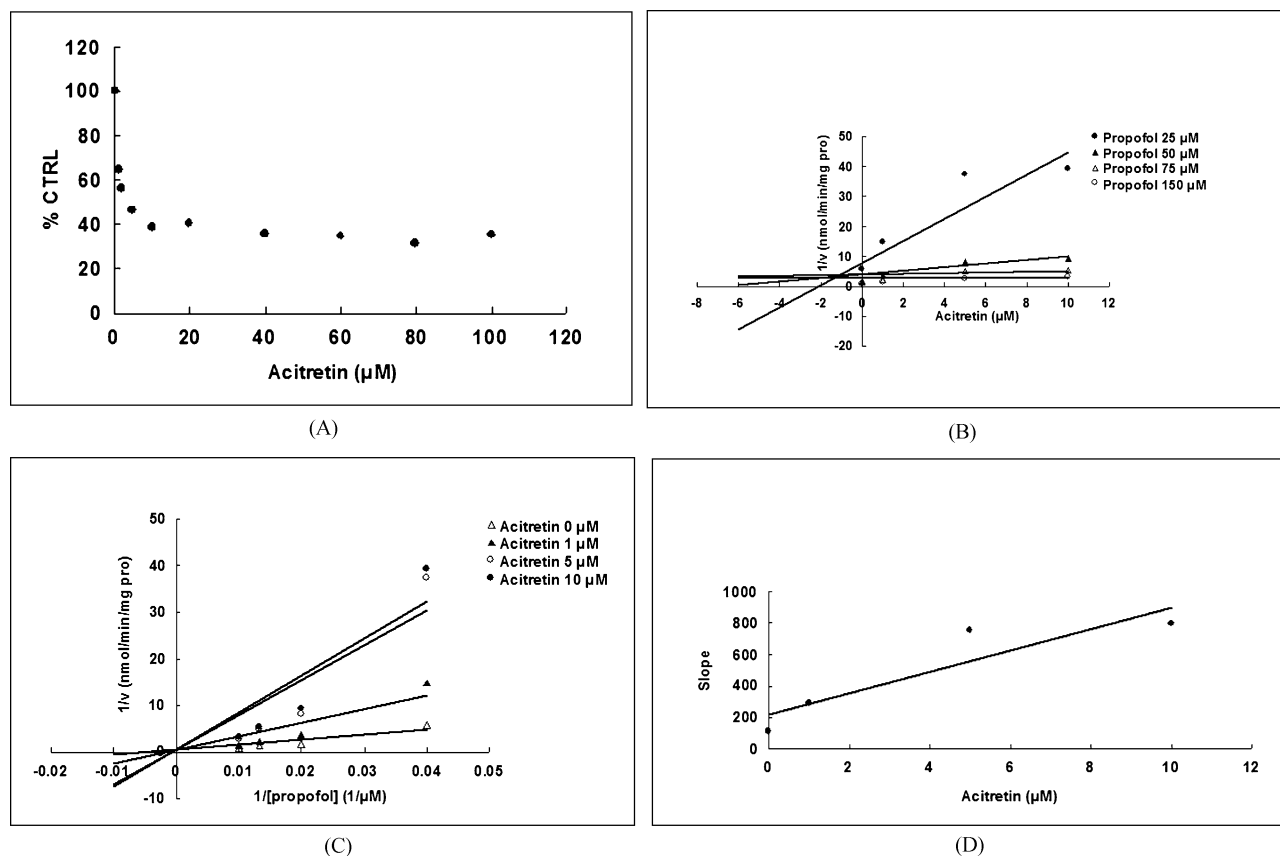 120
100
80
60
40
20
0
0 20 40 60 80 100 120
% CTRL
Acitretin (µM)
(A)
50
40
30
20
10
0
-10
-20
-8 -6 -4 -2 0 2 4 6 8 10 12
1/v (nmol/min/mg pro)
Acitretin (µM)
Propofol 25 µM
Propofol 50 µM
Propofol 75 µM
Propofol 150 µM
(B)
50
40
30
20
10
0
-10
-0.02 -0.01 0 0.01 0.02 0.03 0.04 0.05
1/v (nmol/min/mg pro)
1/[propofol] (1/µM)
Acitretin 0 µM
Acitretin 1 µM
Acitretin 5 µM
Acitretin 10 µM
(C)
1000
800
600
400
200
0
0 2 4 6 8 10 12
Slope
Acitretin (µM)
(D)